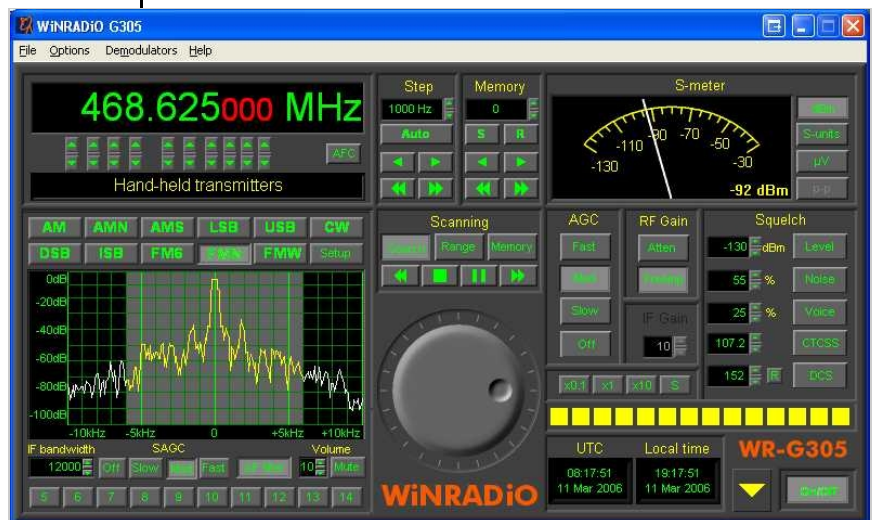 WiNRADiO G305
File Options Demodulators Help
468.625000 MHz
AFC
Hand-held transmitters
Step
1000 Hz
Auto
Memory
0
S R
S-meter
-130 -110 -90 -70 -50 -30
-92 dBm
dBm
S-units
µV
p-p
AM AMN AMS LSB USB CW
DSB ISB FM6 FMN FMW Setup
0dB
-20dB
-40dB
-60dB
-80dB
-100dB
-10kHz -5kHz 0 +5kHz +10kHz
IF bandwidth SAGC Volume
12000 Off Slow Med Fast 10 Mute
5 6 7 8 9 10 11 12 13 14
Scanning
Range Memory
WiNRADiO
AGC
Fast
Med
Slow
Off
RF Gain
Atten
Preamp
IF Gain
10
Squelch
-130 dBm Level
55 % Noise
25 % Voice
107.2 CTCSS
152 R DCS
x0.1 x1 x10 S
UTC
08:17:51
11 Mar 2006
Local time
19:17:51
11 Mar 2006
WR-G305